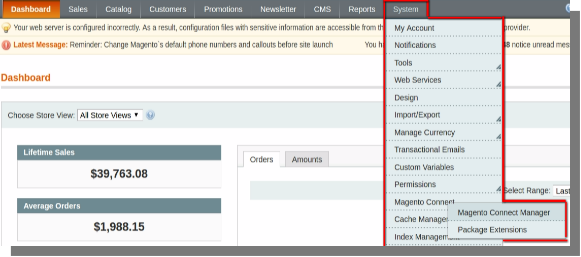 Dashboard Sales Catalog Customers Promotions Newsletter CMS Reports System
Your web server is configured incorrectly. As a result, configuration files with sensitive information are accessible from the provider.
Latest Message: Reminder: Change Magento`s default phone numbers and callouts before site launch You notice unread mess
Dashboard
Choose Store View: All Store Views
Lifetime Sales
$39,763.08
Average Orders
$1,988.15
Orders Amounts
Select Range: Last
My Account
Notifications
Tools
Web Services
Design
Import/Export
Manage Currency
Transactional Emails
Custom Variables
Permissions
Magento Connect
Cache Manage
Index Manageme
Magento Connect Manager
Package Extensions